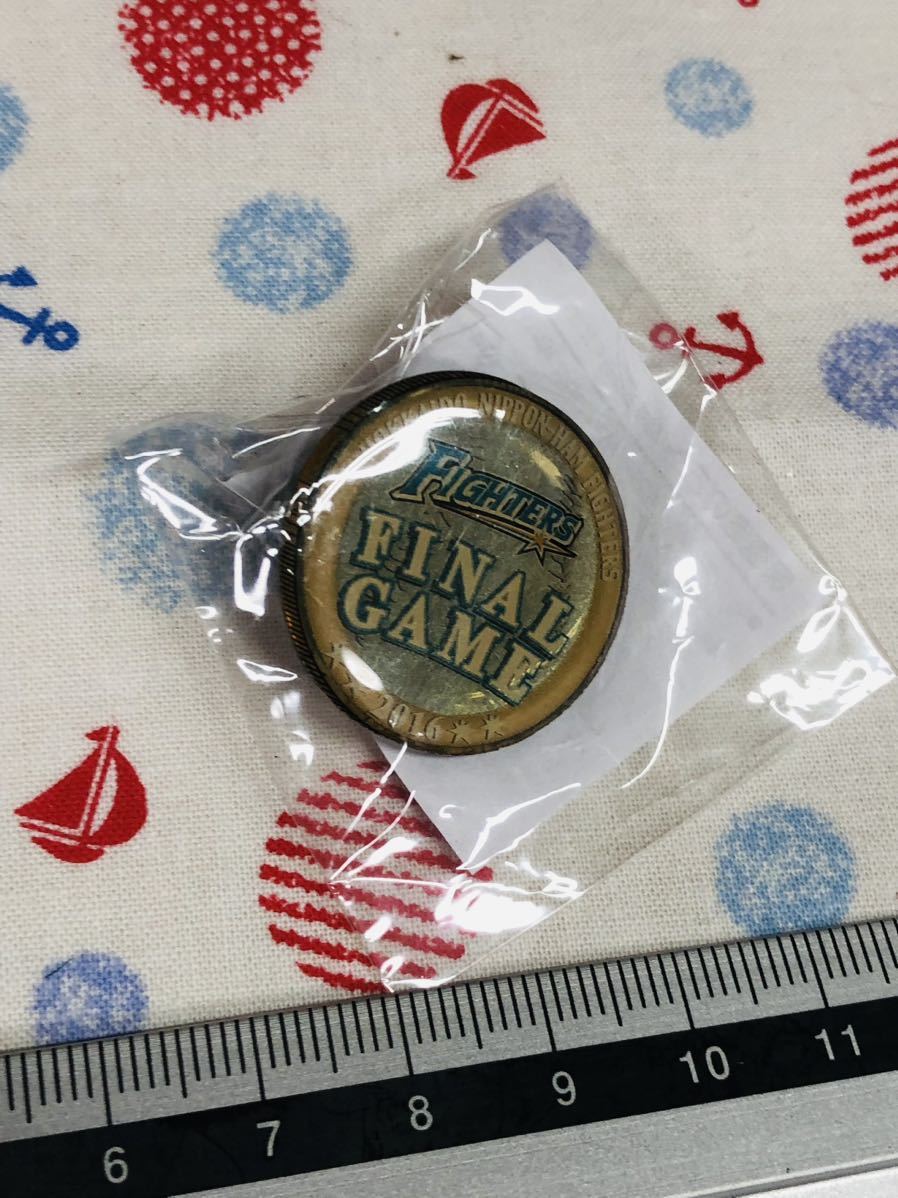 HOKKAIDO NIPPON-HAM FIGHTERS
FIGHTERS
FINAL
GAME
2016
6 7 8 9 10 11